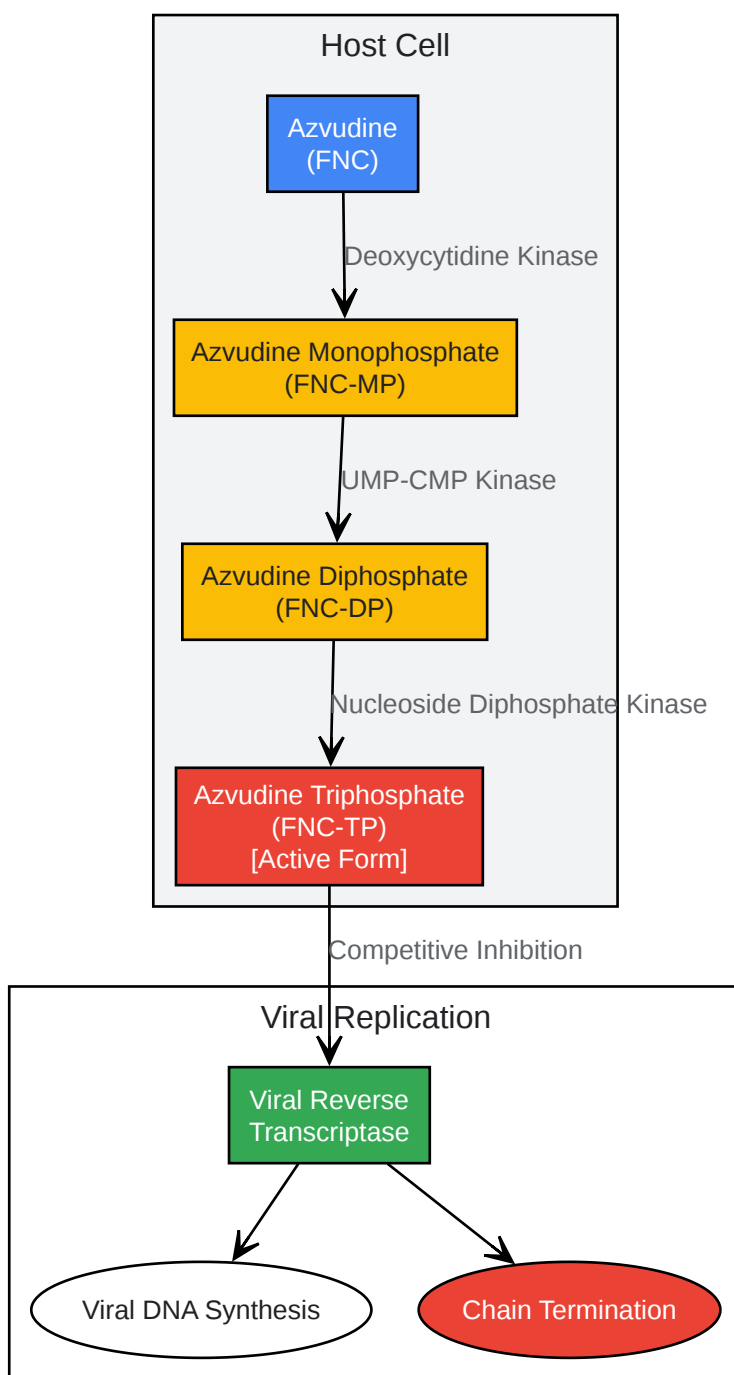 Host Cell
Azvudine
(FNC)
Deoxycytidine Kinase
Azvudine Monophosphate
(FNC-MP)
UMP-CMP Kinase
Azvudine Diphosphate
(FNC-DP)
Nucleoside Diphosphate Kinase
Azvudine Triphosphate
(FNC-TP)
[Active Form]
Competitive Inhibition
Viral Replication
Viral Reverse
Transcriptase
Viral DNA Synthesis
Chain Termination